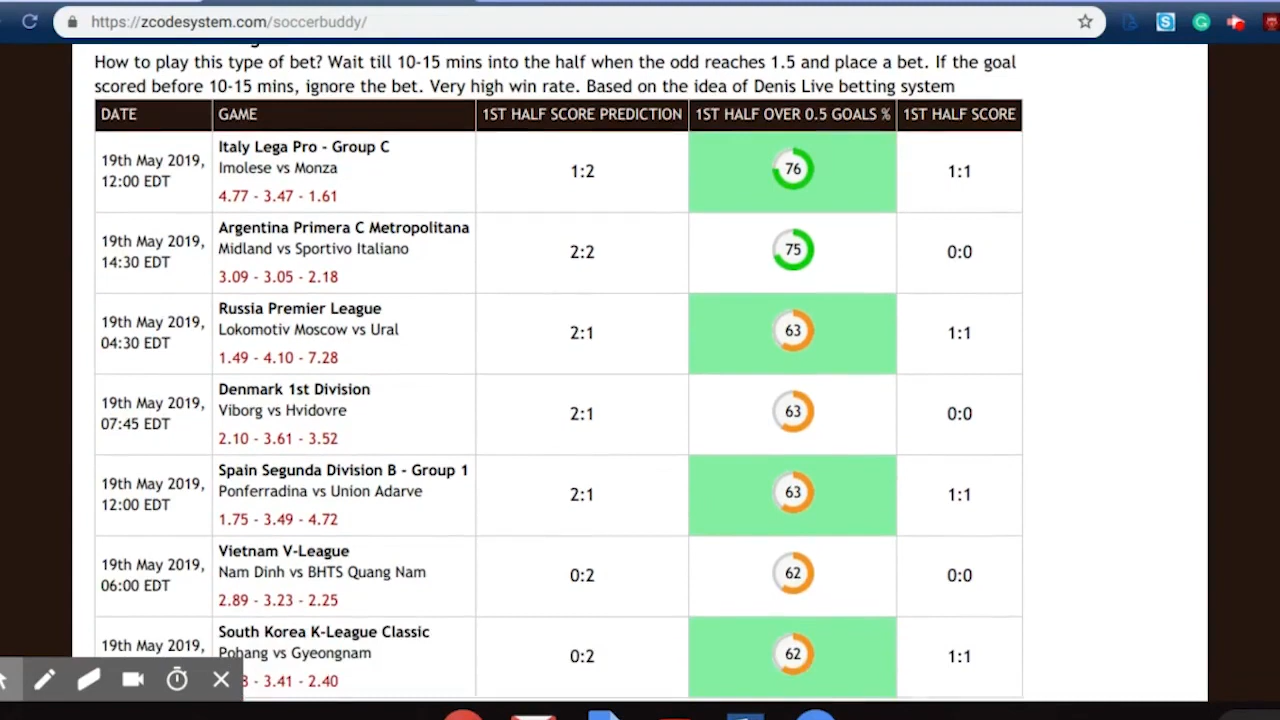 https://zcodesystem.com/soccerbuddy/
How to play this type of bet? Wait till 10-15 mins into the half when the odd reaches 1.5 and place a bet. If the goal
scored before 10-15 mins, ignore the bet. Very high win rate. Based on the idea of Denis Live betting system
DATE GAME 1ST HALF SCORE PREDICTION 1ST HALF OVER 0.5 GOALS % 1ST HALF SCORE
19th May 2019,
12:00 EDT
Italy Lega Pro - Group C
Imolese vs Monza
4.77 - 3.47 - 1.61
1:2
76
1:1
19th May 2019,
14:30 EDT
Argentina Primera C Metropolitana
Midland vs Sportivo Italiano
3.09 - 3.05 - 2.18
2:2
75
0:0
19th May 2019,
04:30 EDT
Russia Premier League
Lokomotiv Moscow vs Ural
1.49 - 4.10 - 7.28
2:1
63
1:1
19th May 2019,
07:45 EDT
Denmark 1st Division
Viborg vs Hvidovre
2.10 - 3.61 - 3.52
2:1
63
0:0
19th May 2019,
12:00 EDT
Spain Segunda Division B - Group 1
Ponferradina vs Union Adarve
1.75 - 3.49 - 4.72
2:1
63
1:1
19th May 2019,
06:00 EDT
Vietnam V-League
Nam Dinh vs BHTS Quang Nam
2.89 - 3.23 - 2.25
0:2
62
0:0
19th May 2019,
South Korea K-League Classic
Pohang vs Gyeongnam
8 - 3.41 - 2.40
0:2
62
1:1